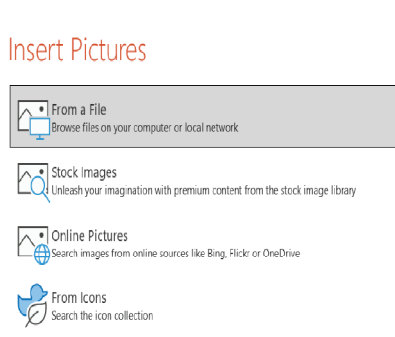 Insert Pictures
From a File
Browse files on your computer or local network
Stock Images
Unleash your imagination with premium content from the stock image library
Online Pictures
Search images from online sources like Bing, Flickr or OneDrive
From Icons
Search the icon collection